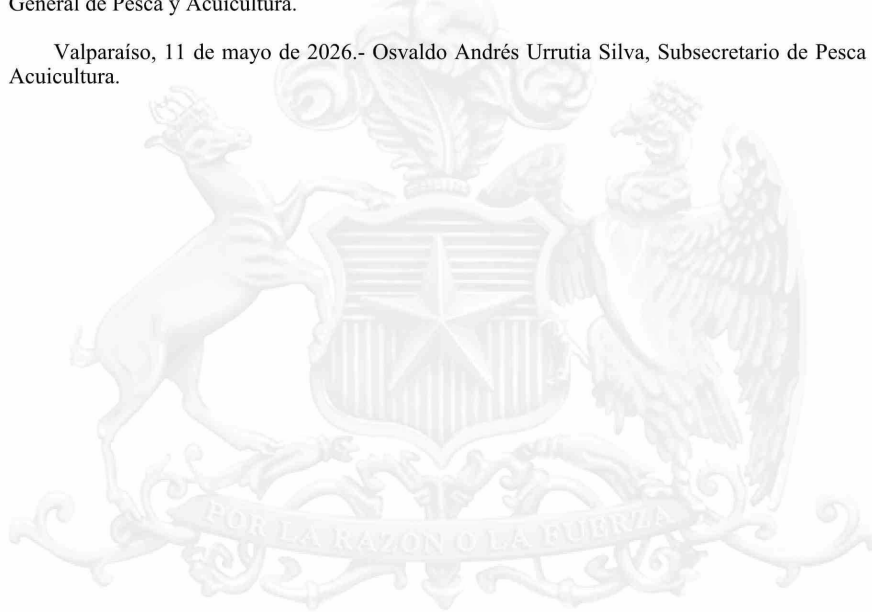 General de Pesca y Acuicultura.
Valparaíso, 11 de mayo de 2026.- Osvaldo Andrés Urrutia Silva, Subsecretario de Pesca
Acuicultura.
POR LA RAZÓN O LA FUERZA